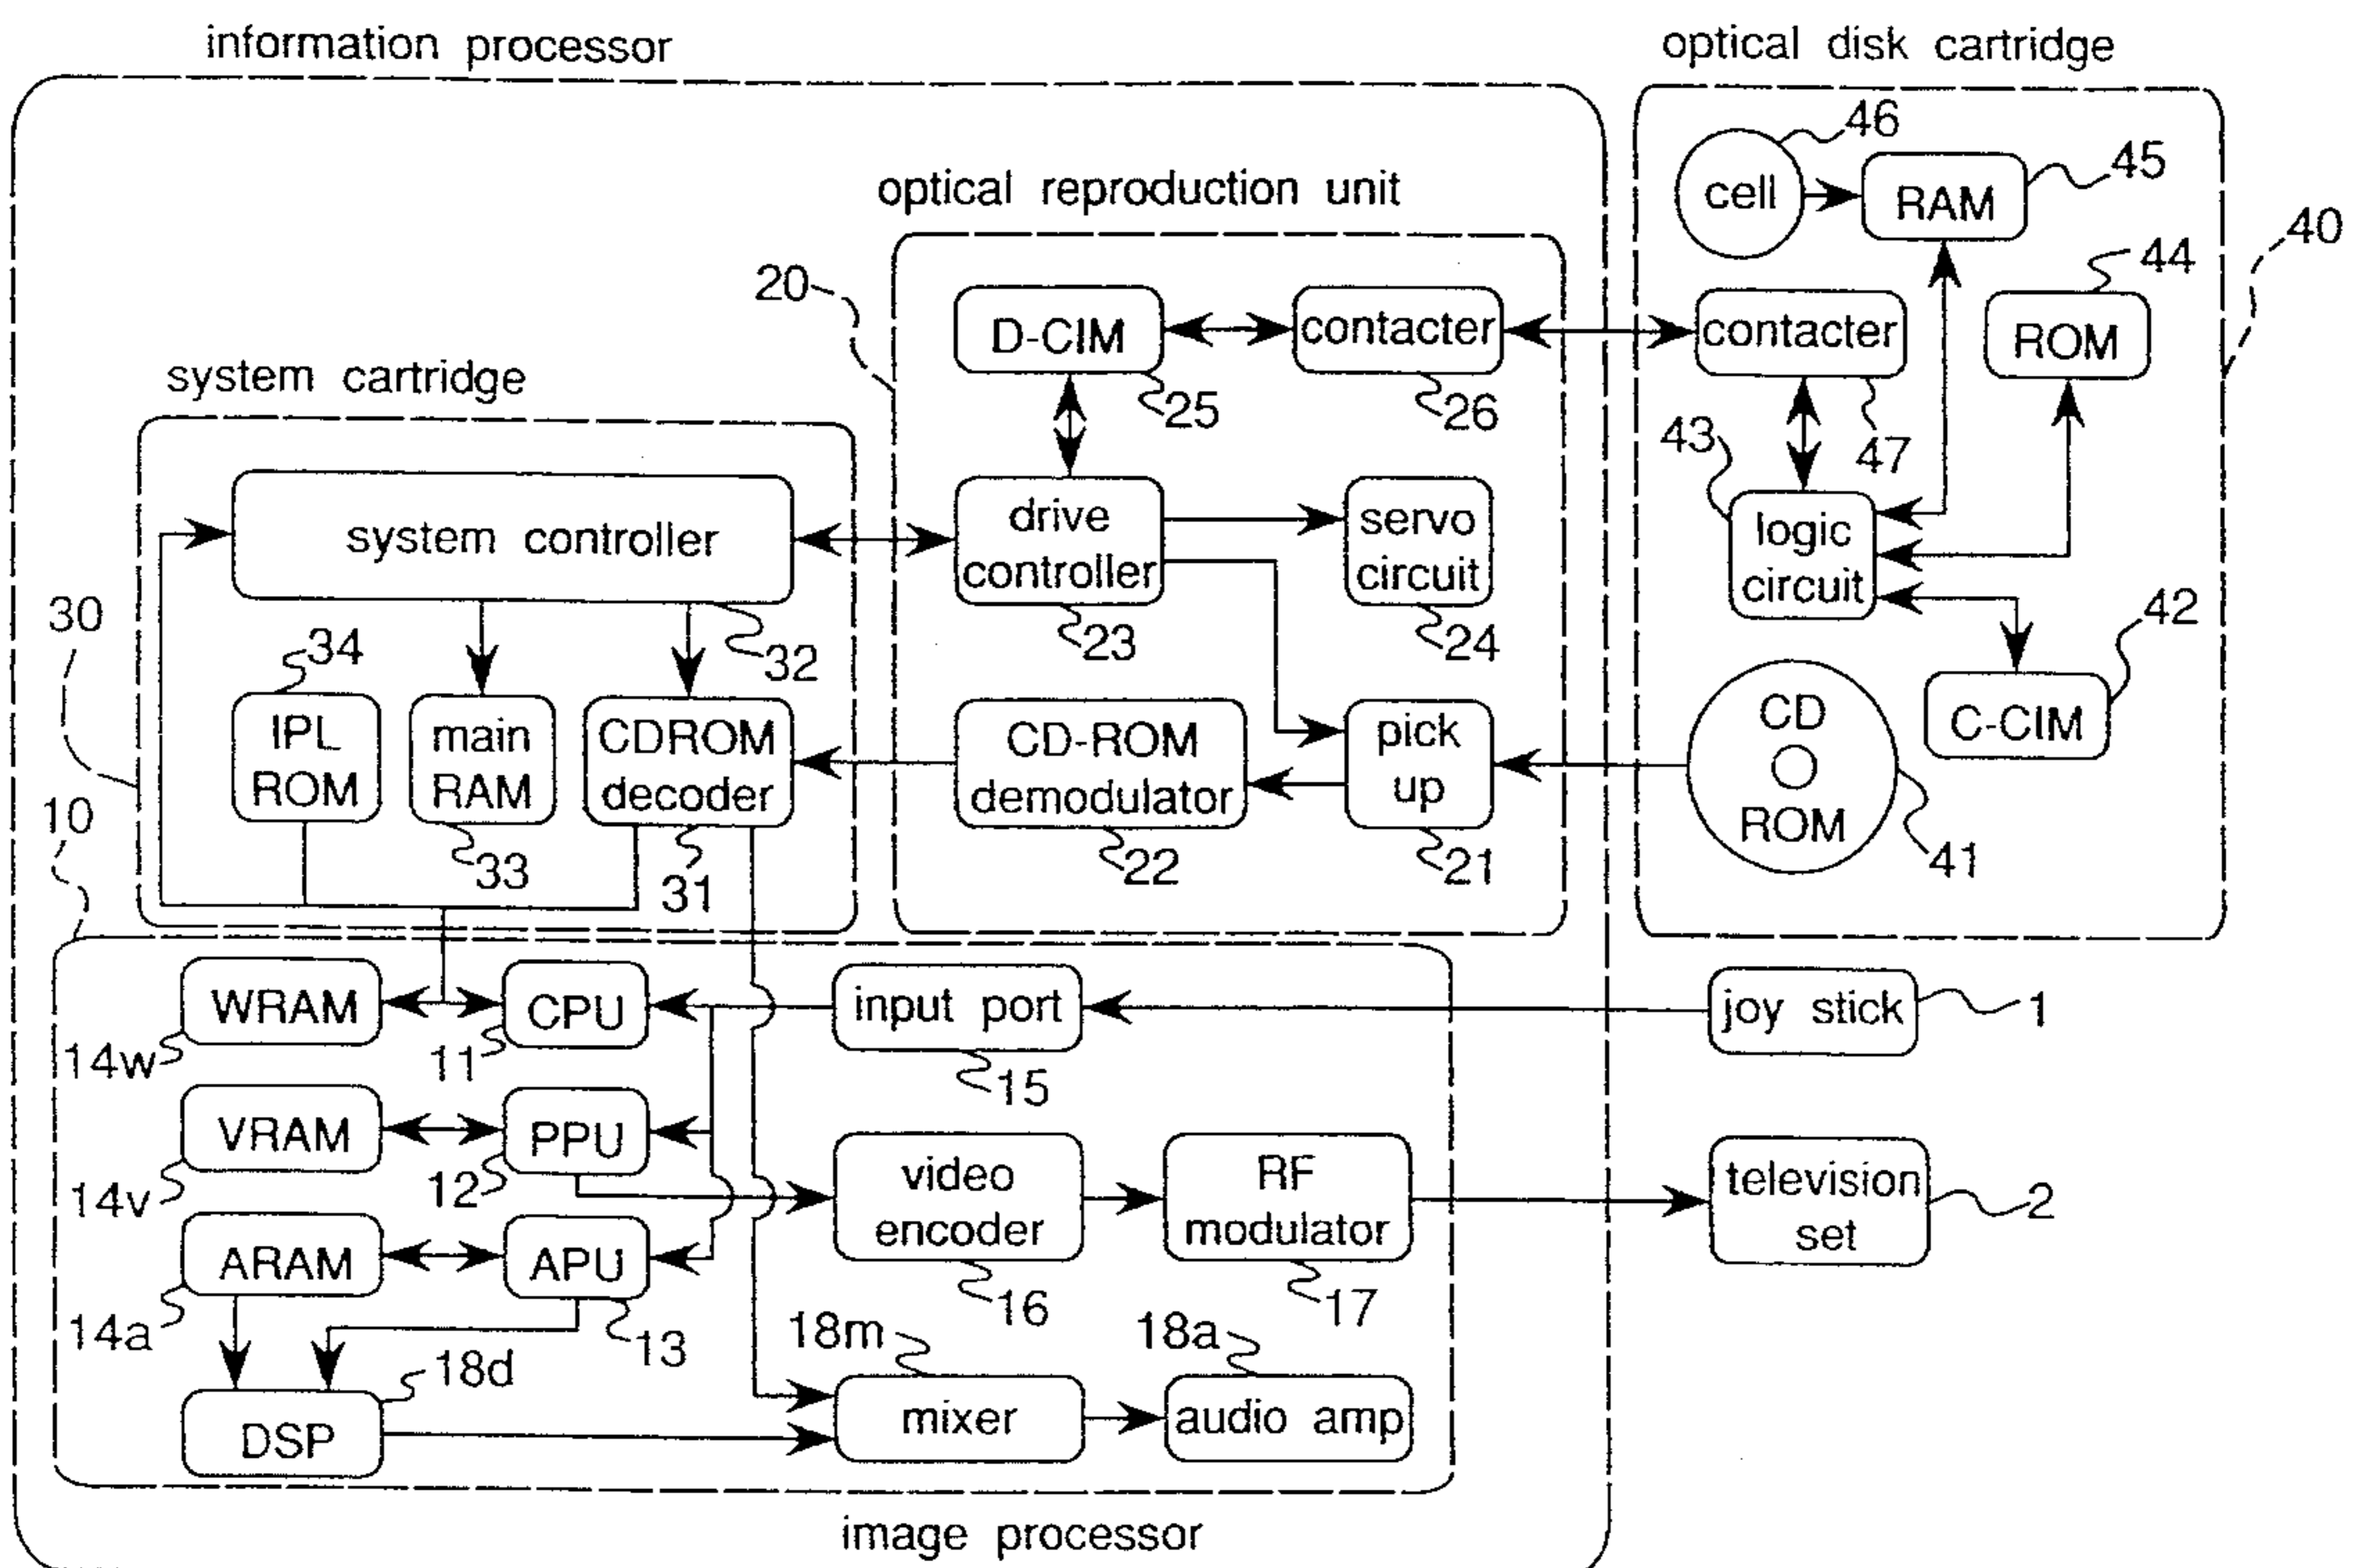 information processor
optical disk cartridge
46
cell
RAM
45
40
44
ROM
optical reproduction unit
20
D-CIM
25
contacter
26
contacter
47
43
logic
circuit
42
C-CIM
CD
ROM
41
system cartridge
system controller
32
30
34
IPL
ROM
main
RAM
33
CDROM
decoder
31
drive
controller
23
servo
circuit
24
CD-ROM
demodulator
22
pick
up
21
10
WRAM
14w
CPU
11
input port
15
joy stick
1
VRAM
14v
PPU
12
video
encoder
16
RF
modulator
17
television
set
2
ARAM
14a
APU
13
18d
DSP
18m
mixer
18a
audio amp
image processor